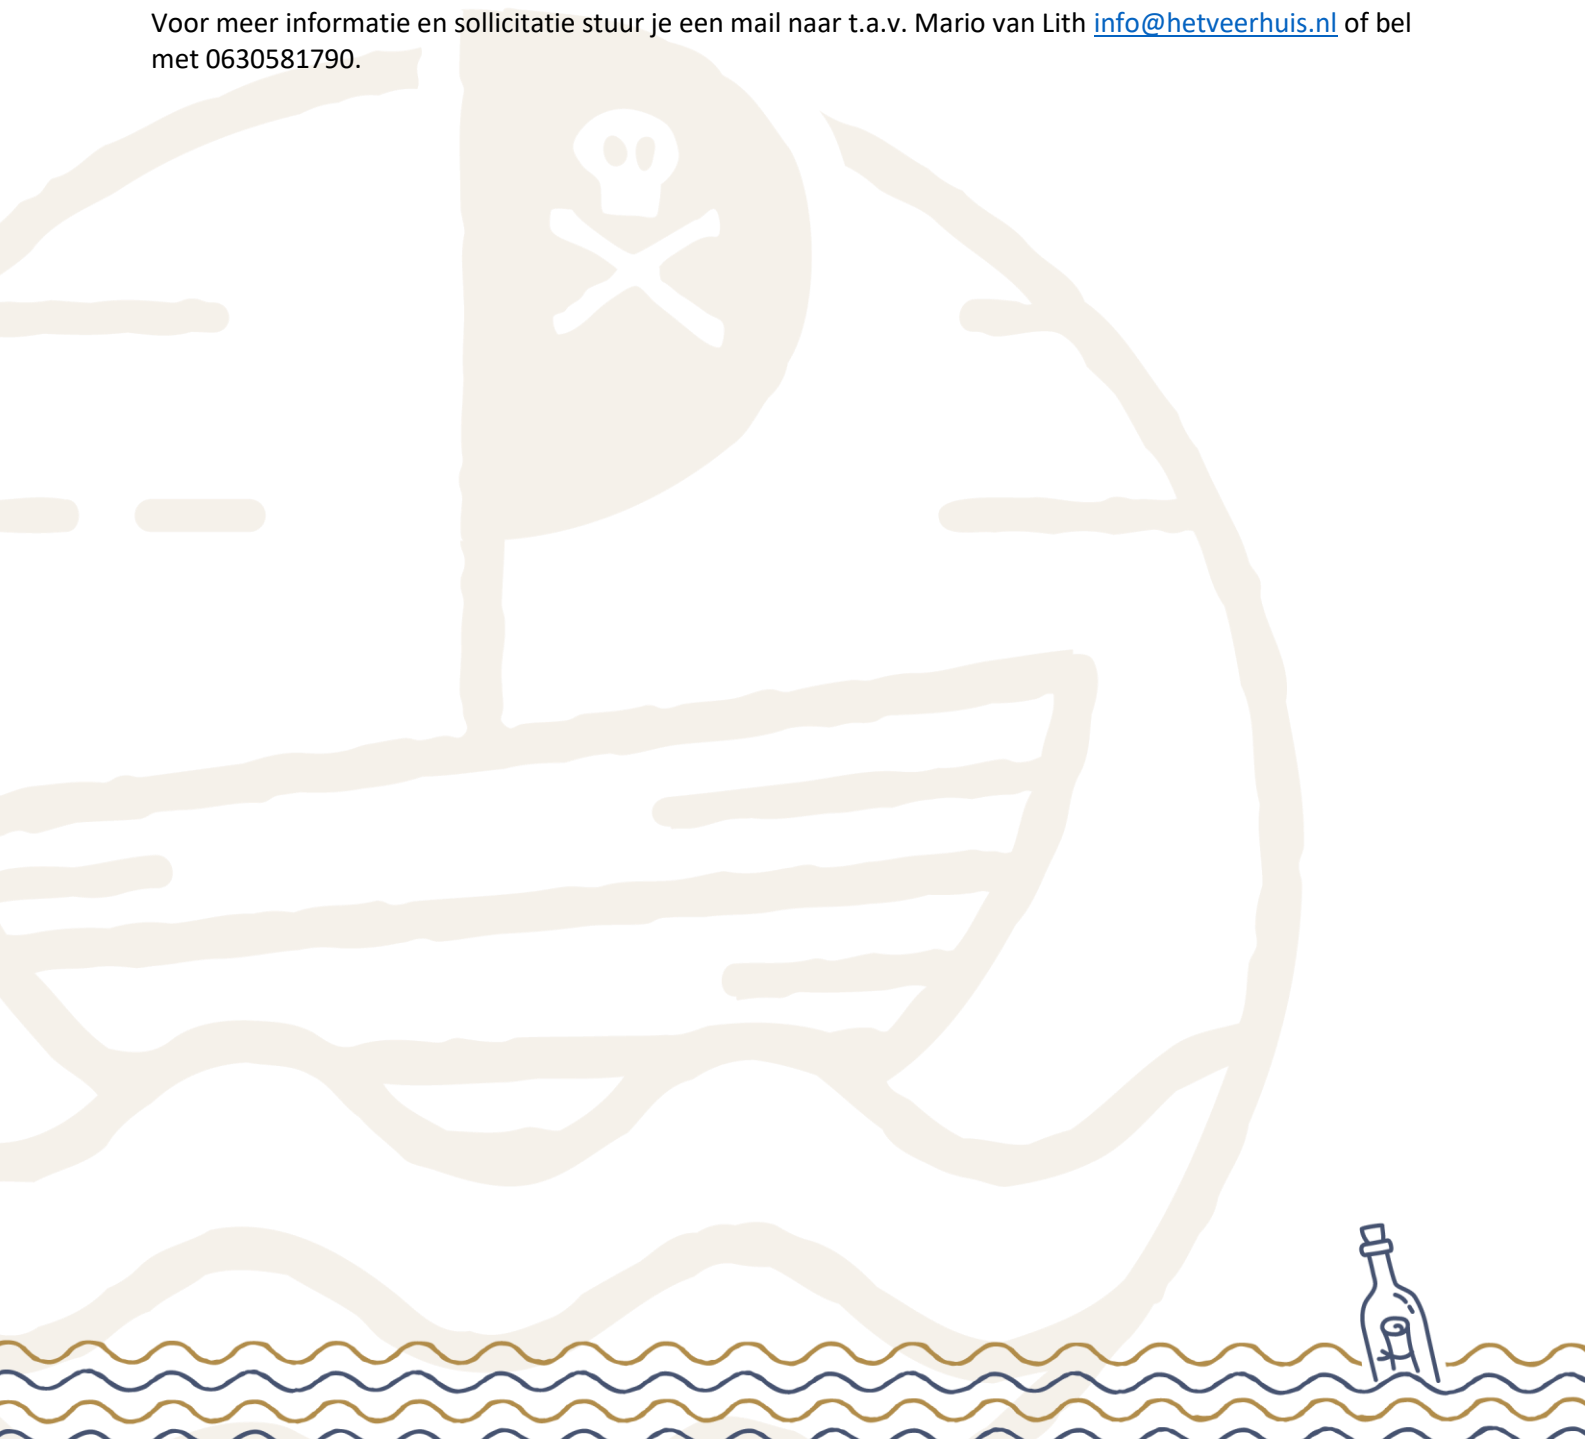 Voor meer informatie en sollicitatie stuur je een mail naar t.a.v. Mario van Lith info@hetveerhuis.nl of bel
met 0630581790.